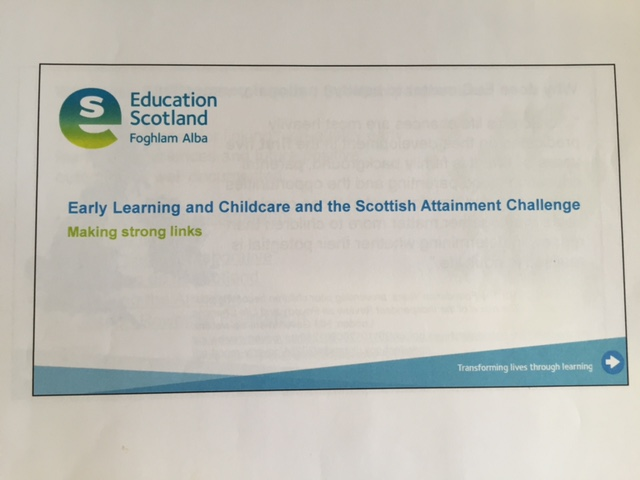 Education
Scotland
Foghlam Alba
Early Learning and Childcare and the Scottish Attainment Challenge
Making strong links
Transforming lives through learning